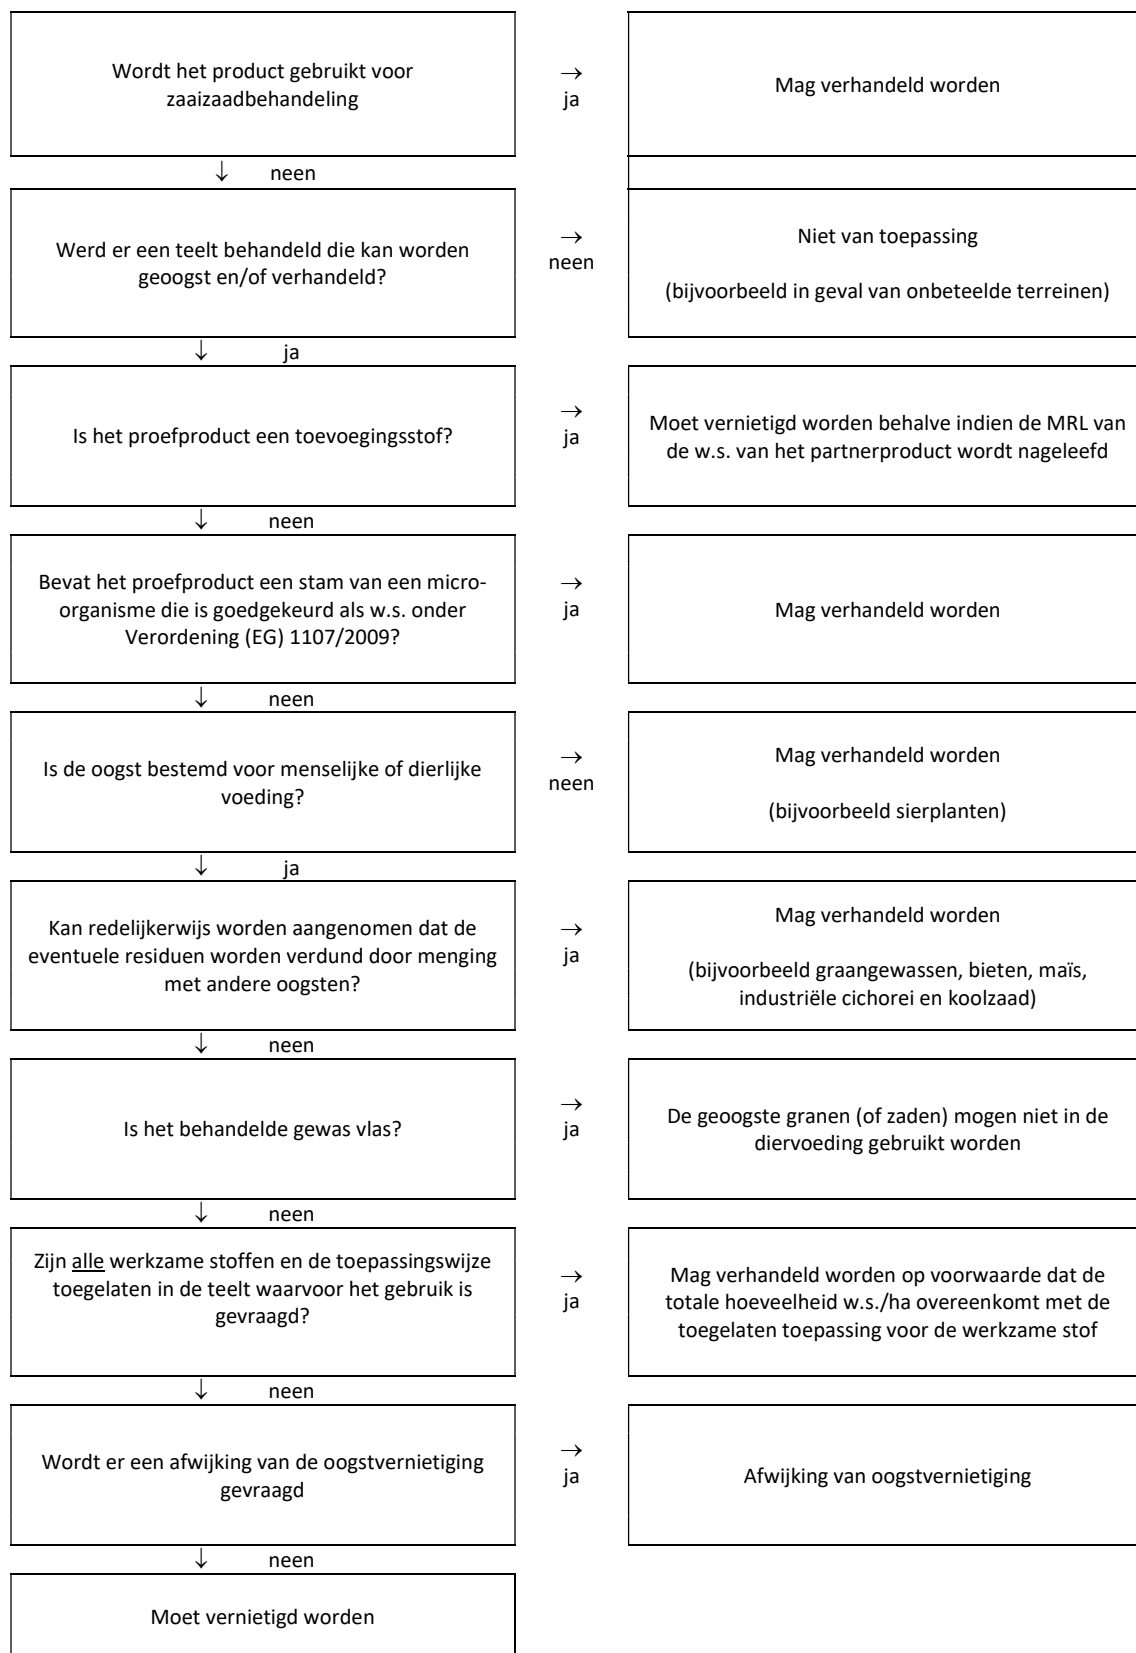 Wordt het product gebruikt voor
zaaizaadbehandeling
→
ja
Mag verhandeld worden
↓ neen
Werd er een teelt behandeld die kan worden
geoogst en/of verhandeld?
→
neen
Niet van toepassing
(bijvoorbeeld in geval van onbeteelde terreinen)
↓ ja
Is het proefproduct een toevoegingsstof?
→
ja
Moet vernietigd worden behalve indien de MRL van
de w.s. van het partnerproduct wordt nageleefd
↓ neen
Bevat het proefproduct een stam van een micro-
organisme die is goedgekeurd als w.s. onder
Verordening (EG) 1107/2009?
→
ja
Mag verhandeld worden
↓ neen
Is de oogst bestemd voor menselijke of dierlijke
voeding?
→
neen
Mag verhandeld worden
(bijvoorbeeld sierplanten)
↓ ja
Kan redelijkerwijs worden aangenomen dat de
eventuele residuen worden verdund door menging
met andere oogsten?
→
ja
Mag verhandeld worden
(bijvoorbeeld graangewassen, bieten, maïs,
industriële cichorei en koolzaad)
↓ neen
Is het behandelde gewas vlas?
→
ja
De geoogste granen (of zaden) mogen niet in de
diervoeding gebruikt worden
↓ neen
Zijn alle werkzame stoffen en de toepassingswijze
toegelaten in de teelt waarvoor het gebruik is
gevraagd?
→
ja
Mag verhandeld worden op voorwaarde dat de
totale hoeveelheid w.s./ha overeenkomt met de
toegelaten toepassing voor de werkzame stof
↓ neen
Wordt er een afwijking van de oogstvernietiging
gevraagd
→
ja
Afwijking van oogstvernietiging
↓ neen
Moet vernietigd worden